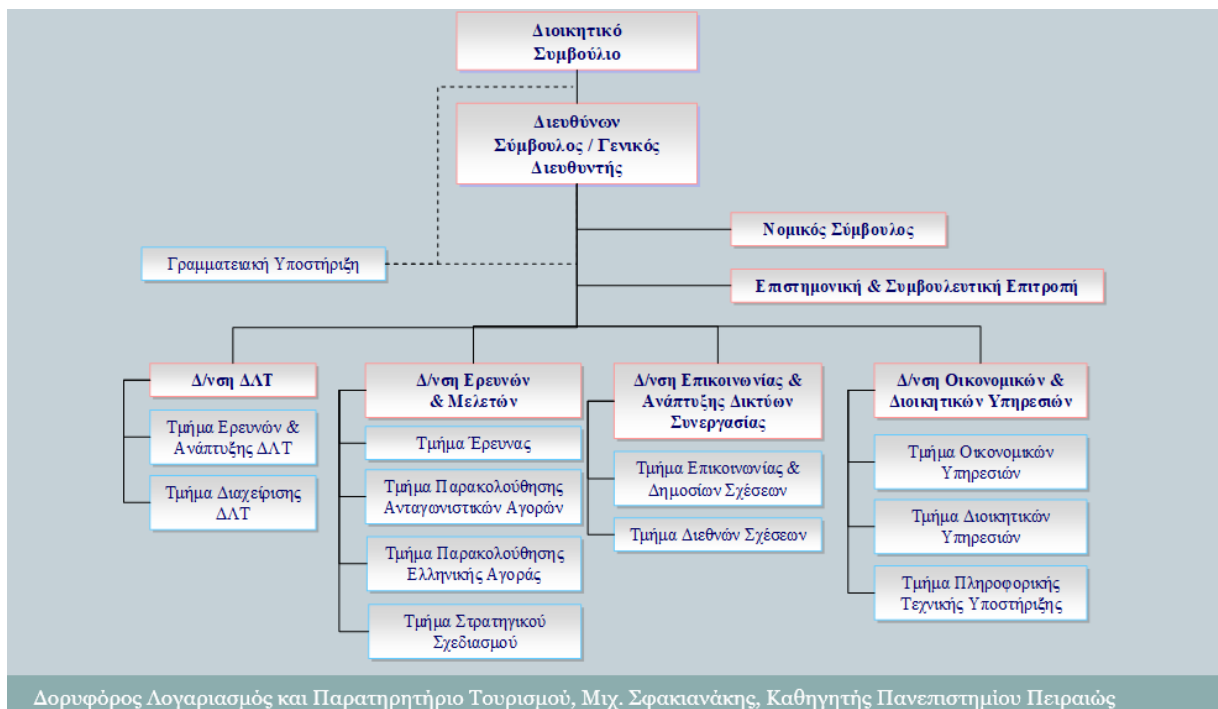 Διοικητικό
Συμβούλιο
Διευθύνων
Σύμβουλος / Γενικός
Διευθυντής
Νομικός Σύμβουλος
Γραμματειακή Υποστήριξη
Επιστημονική & Συμβουλευτική Επιτροπή
Δ/νση ΔΛΤ
Τμήμα Ερευνών &
Ανάπτυξης ΔΛΤ
Τμήμα Διαχείρισης
ΔΛΤ
Δ/νση Ερευνών
& Μελετών
Τμήμα Έρευνας
Τμήμα Παρακολούθησης
Ανταγωνιστικών Αγορών
Τμήμα Παρακολούθησης
Ελληνικής Αγοράς
Τμήμα Στρατηγικού
Σχεδιασμού
Δ/νση Επικοινωνίας &
Ανάπτυξης Δικτύων
Συνεργασίας
Τμήμα Επικοινωνίας &
Δημοσίων Σχέσεων
Τμήμα Διεθνών Σχέσεων
Δ/νση Οικονομικών &
Διοικητικών Υπηρεσιών
Τμήμα Οικονομικών
Υπηρεσιών
Τμήμα Διοικητικών
Υπηρεσιών
Τμήμα Πληροφορικής
Τεχνικής Υποστήριξης
Δορυφόρος Λογαριασμός και Παρατηρητήριο Τουρισμού, Μιχ. Σφακιανάκης, Καθηγητής Πανεπιστημίου Πειραιώς